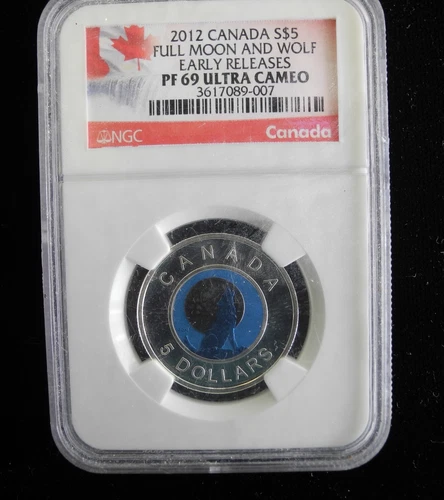 2012 CANADA S$5
FULL MOON AND WOLF
EARLY RELEASES
PF 69 ULTRA CAMEO
3617089-007
NGC
Canada
CANADA
5 DOLLARS